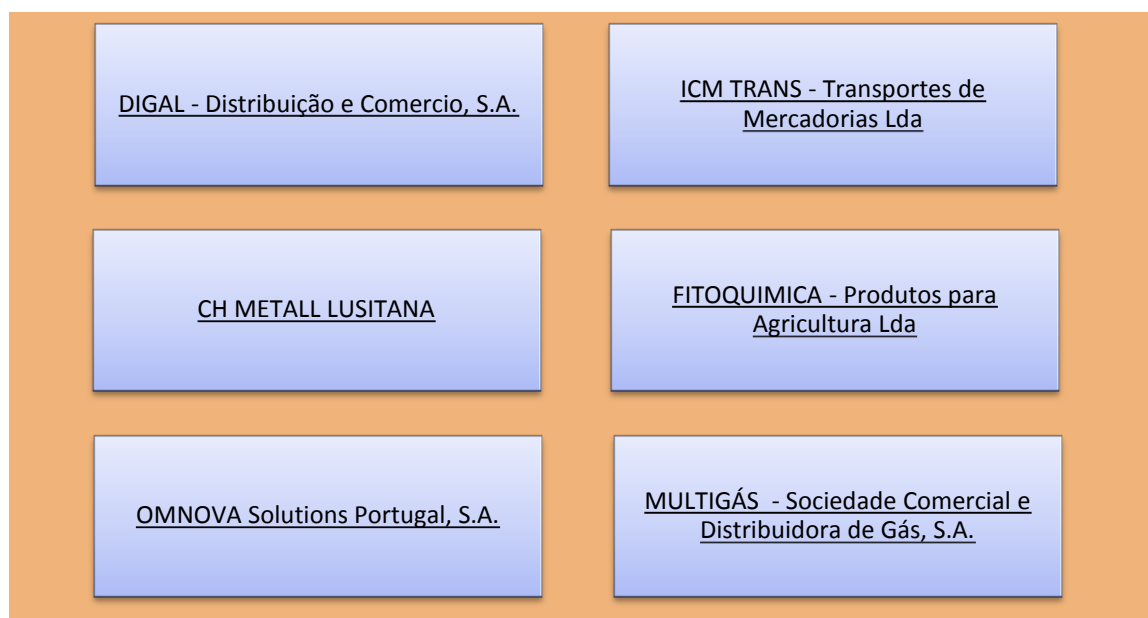 DIGAL - Distribuição e Comercio, S.A.
ICM TRANS - Transportes de
Mercadorias Lda
CH METALL LUSITANA
FITOQUIMICA - Produtos para
Agricultura Lda
OMNOVA Solutions Portugal, S.A.
MULTIGÁS  - Sociedade Comercial e
Distribuidora de Gás, S.A.